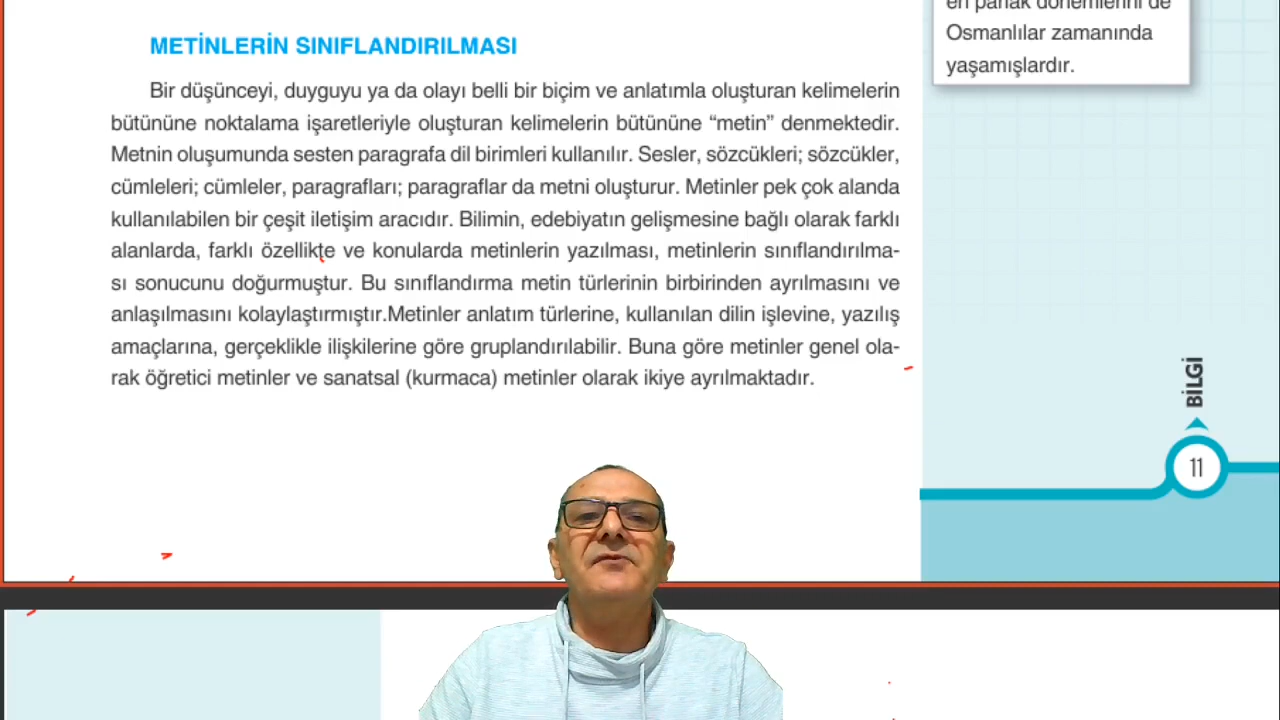 METİNLERİN SINIFLANDIRILMASI
Bir düşünceyi, duyguyu ya da olayı belli bir biçim ve anlatımla oluşturan kelimelerin
bütününe noktalama işaretleriyle oluşturan kelimelerin bütününe “metin” denmektedir.
Metnin oluşumunda sesten paragrafa dil birimleri kullanılır. Sesler, sözcükleri; sözcükler,
cümleleri; cümleler, paragrafları; paragraflar da metni oluşturur. Metinler pek çok alanda
kullanılabilen bir çeşit iletişim aracıdır. Bilimin, edebiyatın gelişmesine bağlı olarak farklı
alanlarda, farklı özellikte ve konularda metinlerin yazılması, metinlerin sınıflandırılma-
sı sonucunu doğurmuştur. Bu sınıflandırma metin türlerinin birbirinden ayrılmasını ve
anlaşılmasını kolaylaştırmıştır.Metinler anlatım türlerine, kullanılan dilin işlevine, yazılış
amaçlarına, gerçeklikle ilişkilerine göre gruplandırılabilir. Buna göre metinler genel ola-
rak öğretici metinler ve sanatsal (kurmaca) metinler olarak ikiye ayrılmaktadır.
en parlak dönemlerini de
Osmanlılar zamanında
yaşamışlardır.
BİLGİ
11